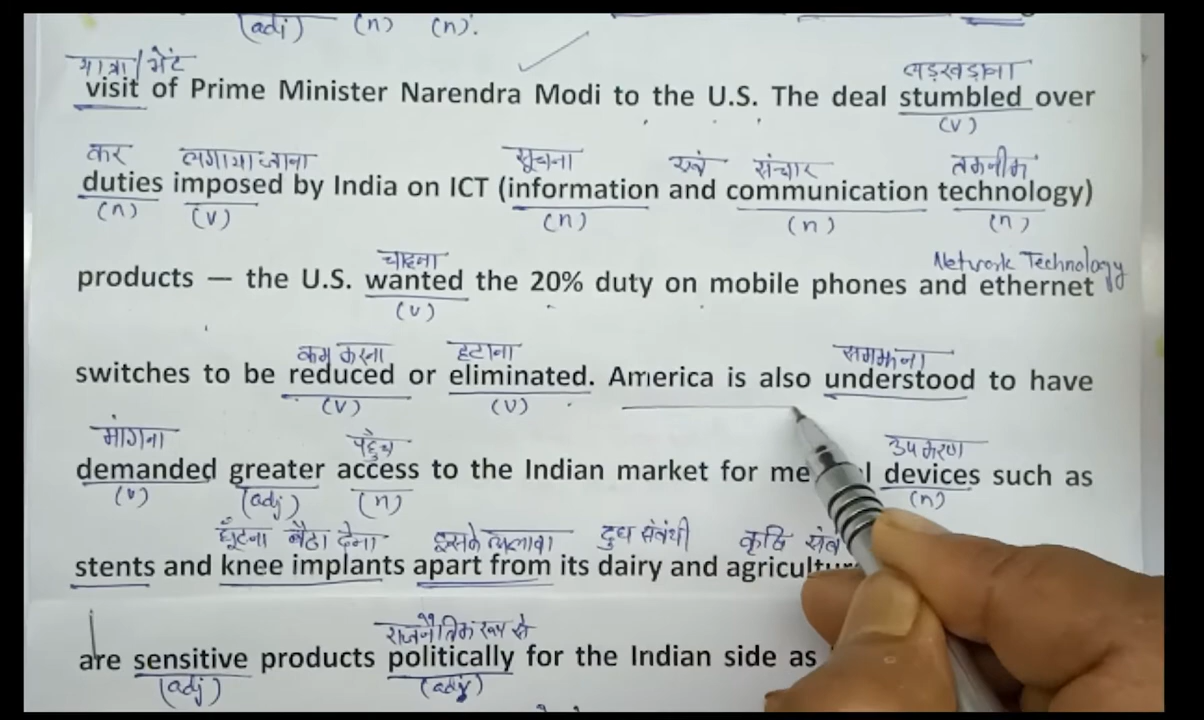 (adj) (n) (n).
यात्रा/भेंट लड़खड़ाना
visit of Prime Minister Narendra Modi to the U.S. The deal stumbled over
(v)
कर लगाया जाना सूचना एवं संचार तकनीक
duties imposed by India on ICT (information and communication technology)
(n) (v) (n) (n) (n)
चाहना Network Technology
products — the U.S. wanted the 20% duty on mobile phones and ethernet
(v)
कम करना हटाना समझना
switches to be reduced or eliminated. America is also understood to have
(v) (v)
मांगना पहुँच उपकरण
demanded greater access to the Indian market for devices such as
(v) (adj) (n) (n)
घूँटना बैठा देना इसके अलावा दुध संबंधी कृषि
stents and knee implants apart from its dairy and
राजनैतिक रूप से
are sensitive products politically for the Indian side as
(adj) (adj)